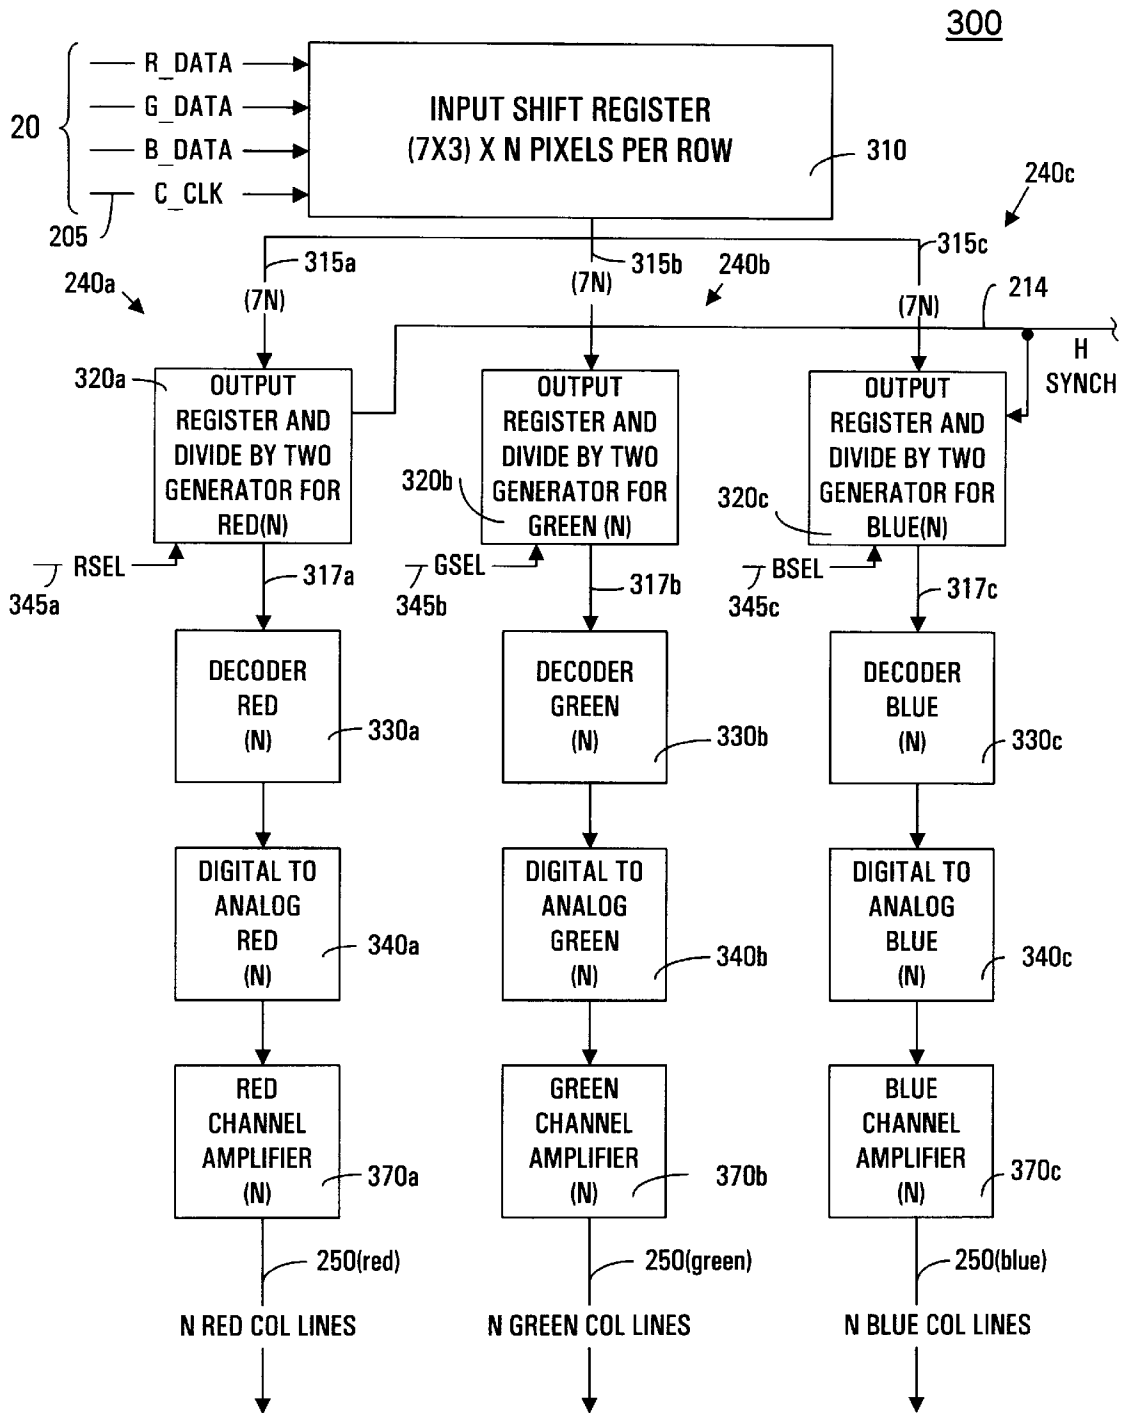 300
20
R_DATA
G_DATA
B_DATA
C_CLK
205
INPUT SHIFT REGISTER
(7X3) X N PIXELS PER ROW
310
240c
315a
315b
315c
240a
(7N)
(7N)
240b
(7N)
214
H
SYNCH
320a
OUTPUT
REGISTER AND
DIVIDE BY TWO
GENERATOR FOR
RED(N)
320b
OUTPUT
REGISTER AND
DIVIDE BY TWO
GENERATOR FOR
GREEN (N)
320c
OUTPUT
REGISTER AND
DIVIDE BY TWO
GENERATOR FOR
BLUE(N)
RSEL
345a
317a
GSEL
345b
317b
BSEL
345c
317c
DECODER
RED
(N)
330a
DECODER
GREEN
(N)
330b
DECODER
BLUE
(N)
330c
DIGITAL TO
ANALOG
RED
(N)
340a
DIGITAL TO
ANALOG
GREEN
(N)
340b
DIGITAL TO
ANALOG
BLUE
(N)
340c
RED
CHANNEL
AMPLIFIER
(N)
370a
GREEN
CHANNEL
AMPLIFIER
(N)
370b
BLUE
CHANNEL
AMPLIFIER
(N)
370c
250(red)
250(green)
250(blue)
N RED COL LINES
N GREEN COL LINES
N BLUE COL LINES